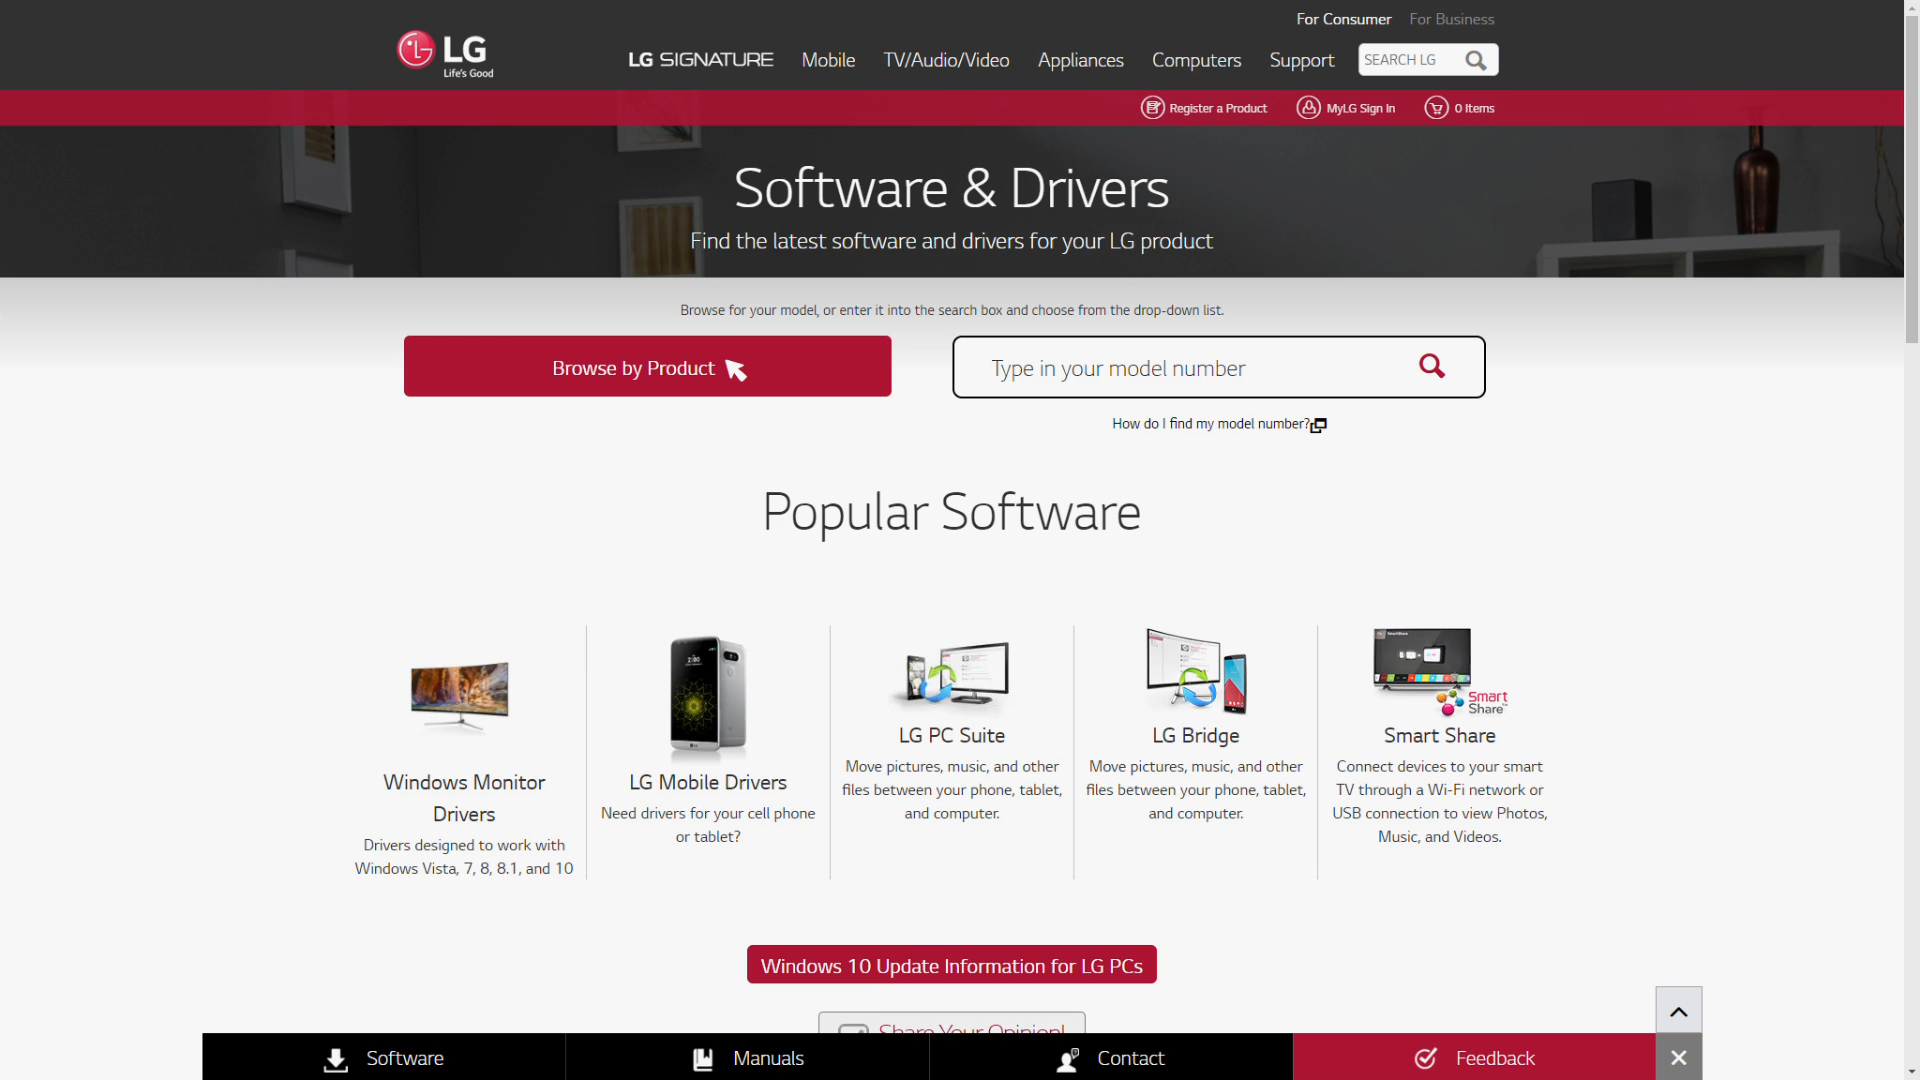 For Consumer For Business
LG
Life's Good
LG SIGNATURE Mobile TV/Audio/Video Appliances Computers Support SEARCH LG
Register a Product MyLG Sign In 0 Items
Software & Drivers
Find the latest software and drivers for your LG product
Browse for your model, or enter it into the search box and choose from the drop-down list.
Browse by Product
Type in your model number
How do I find my model number?
Popular Software
Windows Monitor
Drivers
Drivers designed to work with
Windows Vista, 7, 8, 8.1, and 10
LG Mobile Drivers
Need drivers for your cell phone
or tablet?
LG PC Suite
Move pictures, music, and other
files between your phone, tablet,
and computer.
LG Bridge
Move pictures, music, and other
files between your phone, tablet,
and computer.
Smart
Share™
Smart Share
Connect devices to your smart
TV through a Wi-Fi network or
USB connection to view Photos,
Music, and Videos.
Windows 10 Update Information for LG PCs
Share Your Opinion!
Software Manuals Contact Feedback